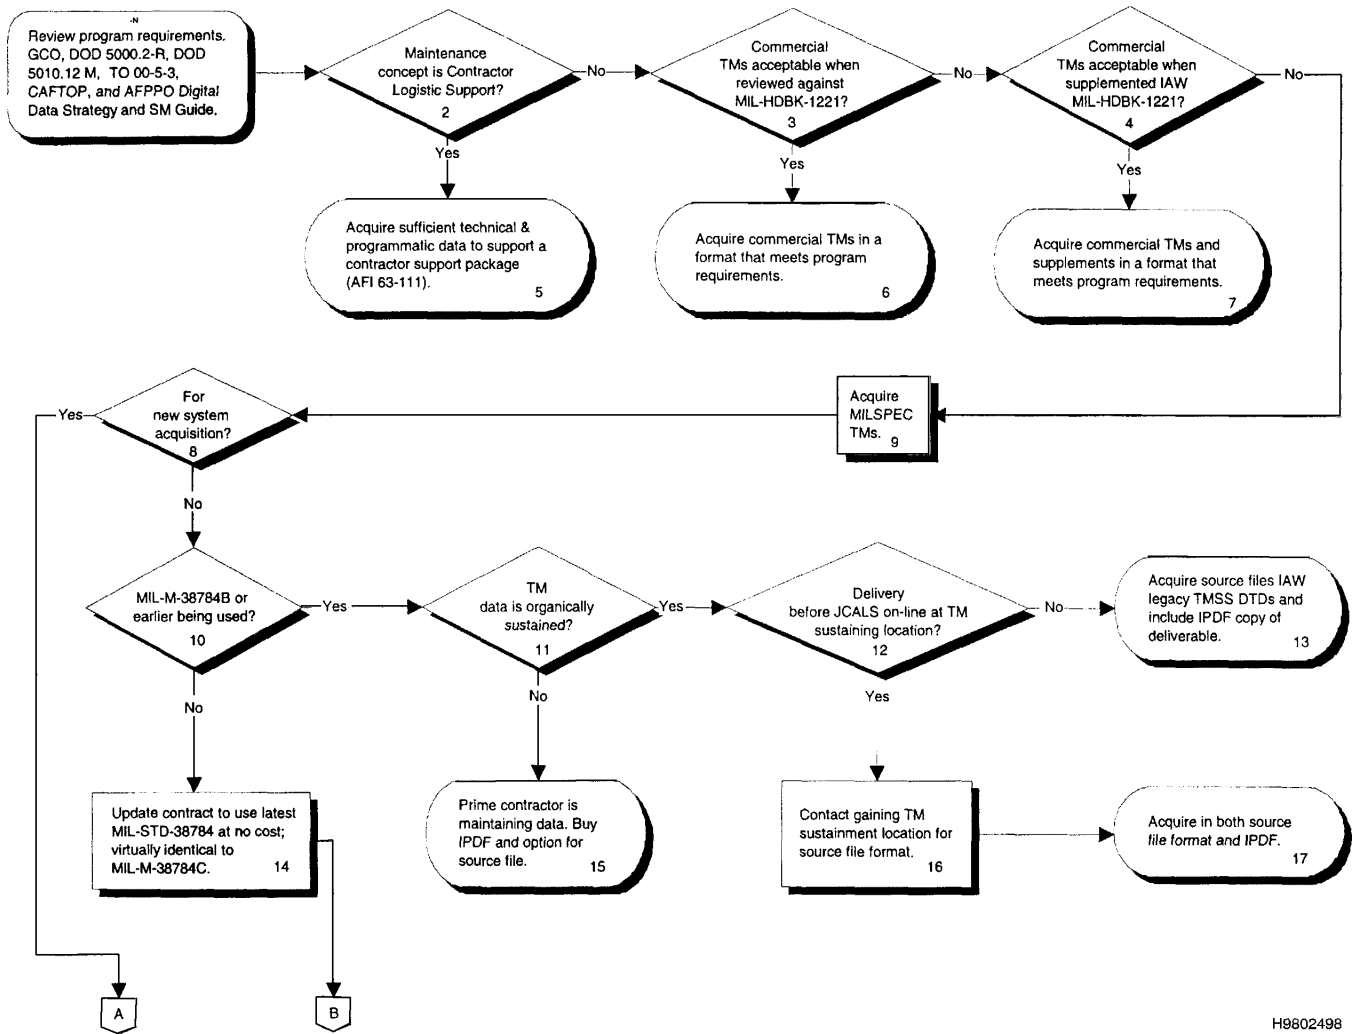 -N
Review program requirements.
GCO, DOD 5000.2-R, DOD
5010.12 M, TO 00-5-3,
CAFTOP, and AFPPO Digital
Data Strategy and SM Guide.
Maintenance
concept is Contractor
Logistic Support?
2
No
Yes
Commercial
TMs acceptable when
reviewed against
MIL-HDBK-1221?
3
No
Yes
Commercial
TMs acceptable when
supplemented IAW
MIL-HDBK-1221?
4
No
Yes
Acquire sufficient technical &
programmatic data to support a
contractor support package
(AFI 63-111).
5
Acquire commercial TMs in a
format that meets program
requirements.
6
Acquire commercial TMs and
supplements in a format that
meets program requirements.
7
Yes
For
new system
acquisition?
8
No
Acquire
MILSPEC
TMs.
9
MIL-M-38784B or
earlier being used?
10
Yes
No
TM
data is organically
sustained?
11
Yes
No
Delivery
before JCALS on-line at TM
sustaining location?
12
No
Yes
Acquire source files IAW
legacy TMSS DTDs and
include IPDF copy of
deliverable.
13
Update contract to use latest
MIL-STD-38784 at no cost;
virtually identical to
MIL-M-38784C.
14
Prime contractor is
maintaining data. Buy
IPDF and option for
source file.
15
Contact gaining TM
sustainment location for
source file format.
16
Acquire in both source
file format and IPDF.
17
A
B
H9802498